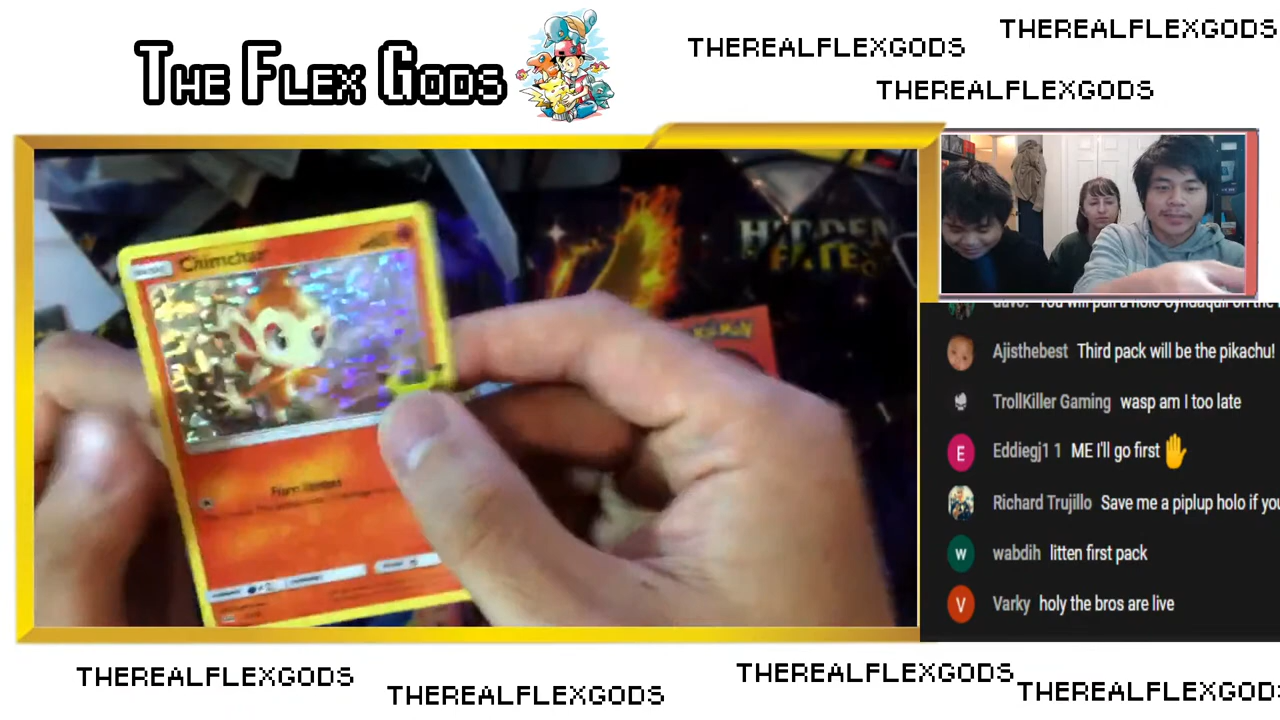 THE FLEX GODS
THEREALFLEXGODS
THEREALFLEXGODS
THEREALFLEXGODS
Chimchar
HIDDEN
FATES
POKéMON
Ajisthebest Third pack will be the pikachu!
TrollKiller Gaming wasp am I too late
Eddiegj1 1 ME I'll go first ✋
Richard Trujillo Save me a piplup holo if you
wabdih litten first pack
Varky holy the bros are live
THEREALFLEXGODS
THEREALFLEXGODS
THEREALFLEXGODS
THEREALFLEXGODS